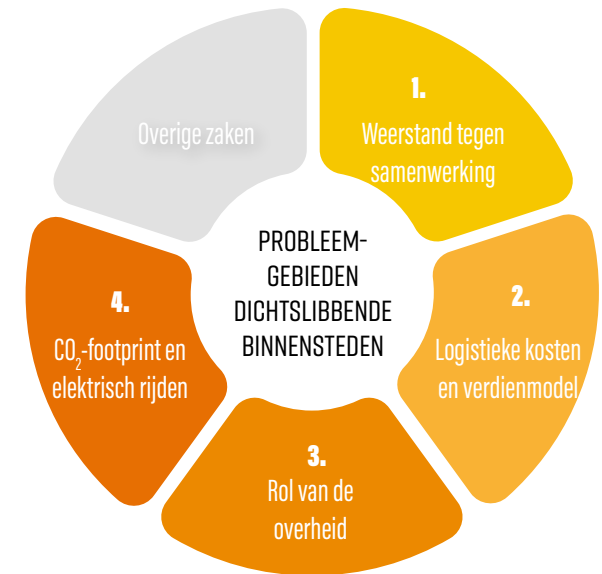 PROBLEEM-
GEBIEDEN
DICHTSLIBBENDE
BINNENSTEDEN
1.
Weerstand tegen
samenwerking
2.
Logistieke kosten
en verdienmodel
3.
Rol van de
overheid
4.
CO₂-footprint en
elektrisch rijden
Overige zaken